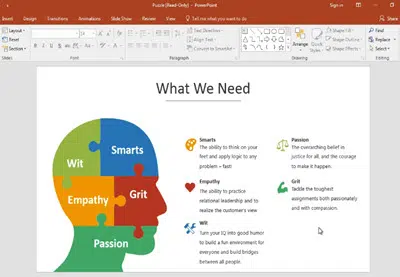 Puzzle [Read-Only] - PowerPoint
Sign in
Transitions
Animations
Slide Show
Review
View
Tell me what you want to do
Layout
Reset
Section
Text Direction
Align Text
Convert to SmartArt
Arrange
Quick
Styles
Shape Fill
Shape Outline
Shape Effects
Find
Replace
Select
Font
Paragraph
Drawing
Editing
What We Need
Wit
Smarts
Empathy
Grit
Passion
Smarts
The ability to think on your
feet and apply logic to any
problem – fast!
Empathy
The ability to practice
relational leadership and to
realize the customer's view
Wit
Turn your IQ into good humor
to build a fun environment for
everyone and build bridges
between all people.
Passion
The overarching belief in
justice for all, and the courage
to make it happen.
Grit
Tackle the toughest
assignments both passionately
and with compassion.